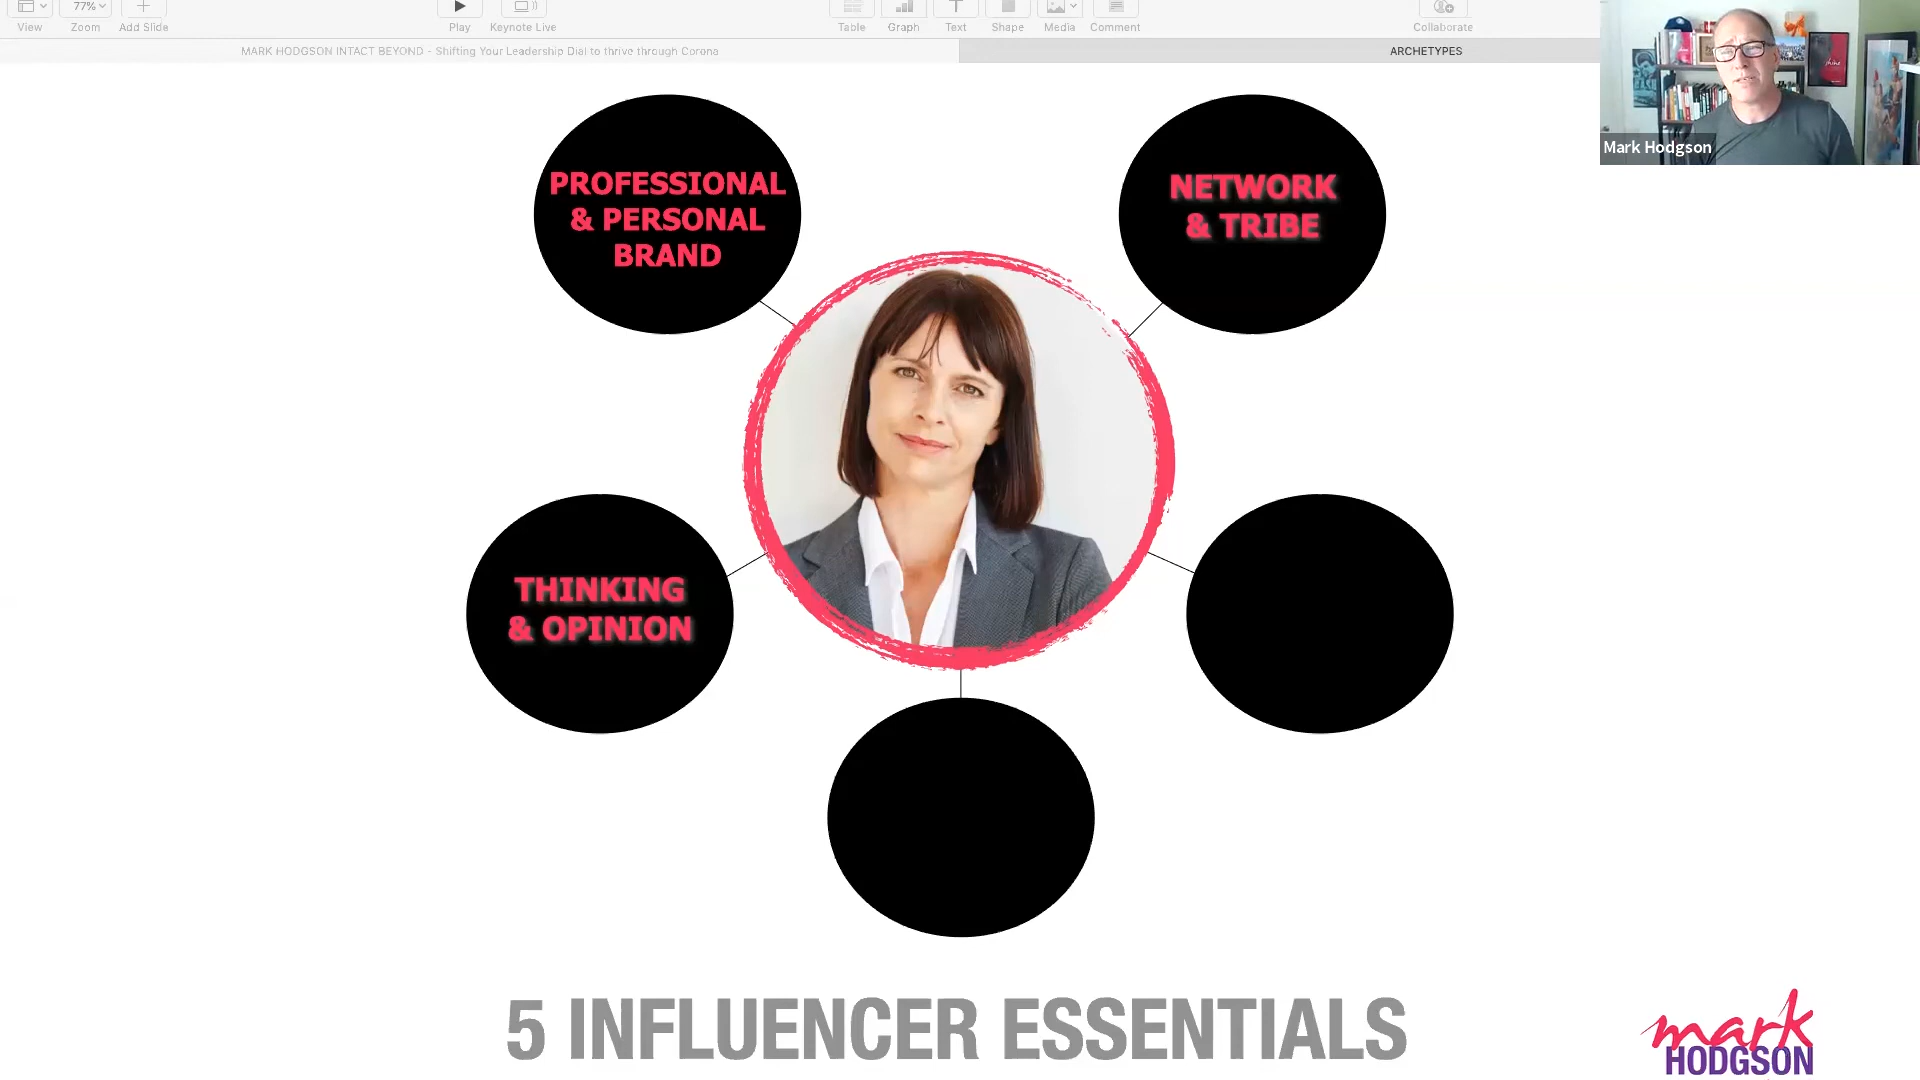 77%
View
Zoom
Add Slide
Play
Keynote Live
Table
Graph
Text
Shape
Media
Comment
Collaborate
MARK HODGSON INTACT BEYOND - Shifting Your Leadership Dial to thrive through Corona
ARCHETYPES
Mark Hodgson
PROFESSIONAL
& PERSONAL
BRAND
NETWORK
& TRIBE
THINKING
& OPINION
5 INFLUENCER ESSENTIALS
mark
HODGSON